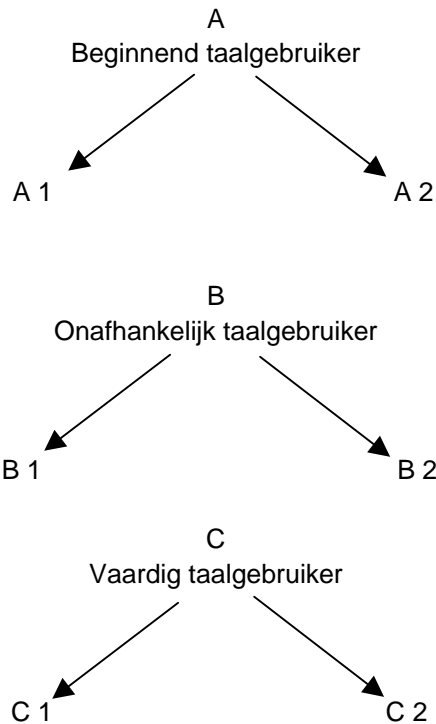 A
Beginnend taalgebruiker
A 1 A 2
B
Onafhankelijk taalgebruiker
B 1 B 2
C
Vaardig taalgebruiker
C 1 C 2